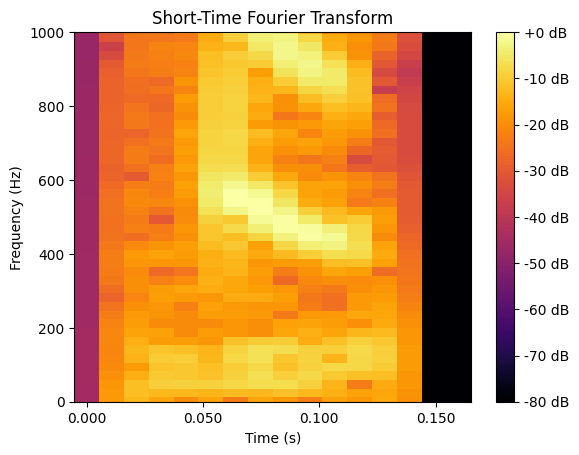 Short-Time Fourier Transform
1000
800
600
400
200
0
Frequency (Hz)
0.000
0.050
0.100
0.150
Time (s)
+0 dB
-10 dB
-20 dB
-30 dB
-40 dB
-50 dB
-60 dB
-70 dB
-80 dB